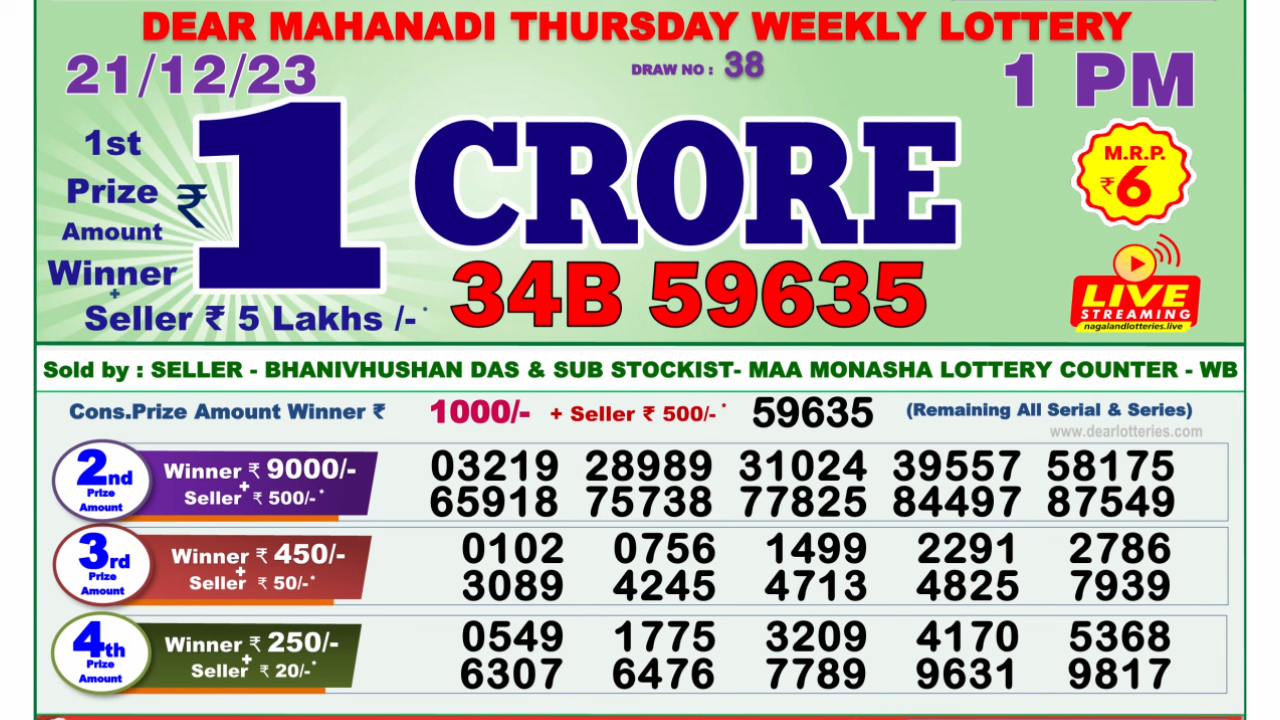 DEAR MAHANADI THURSDAY WEEKLY LOTTERY
21/12/23
DRAW NO : 38
1 PM
1st
Prize
Amount
Winner
+
Seller ₹ 5 Lakhs /-*
₹ 1 CRORE
34B 59635
M.R.P.
₹6
LIVE
STREAMING
nagalandlotteries.live
Sold by : SELLER - BHANIVHUSHAN DAS & SUB STOCKIST- MAA MONASHA LOTTERY COUNTER - WB
Cons.Prize Amount Winner ₹ 1000/- + Seller ₹ 500/-* 59635 (Remaining All Serial & Series)
www.dearlotteries.com
2nd
Prize
Amount
Winner ₹ 9000/-
+
Seller ₹ 500/-*
03219 28989 31024 39557 58175
65918 75738 77825 84497 87549
3rd
Prize
Amount
Winner ₹ 450/-
+
Seller ₹ 50/-*
0102 0756 1499 2291 2786
3089 4245 4713 4825 7939
4th
Prize
Amount
Winner ₹ 250/-
+
Seller ₹ 20/-*
0549 1775 3209 4170 5368
6307 6476 7789 9631 9817